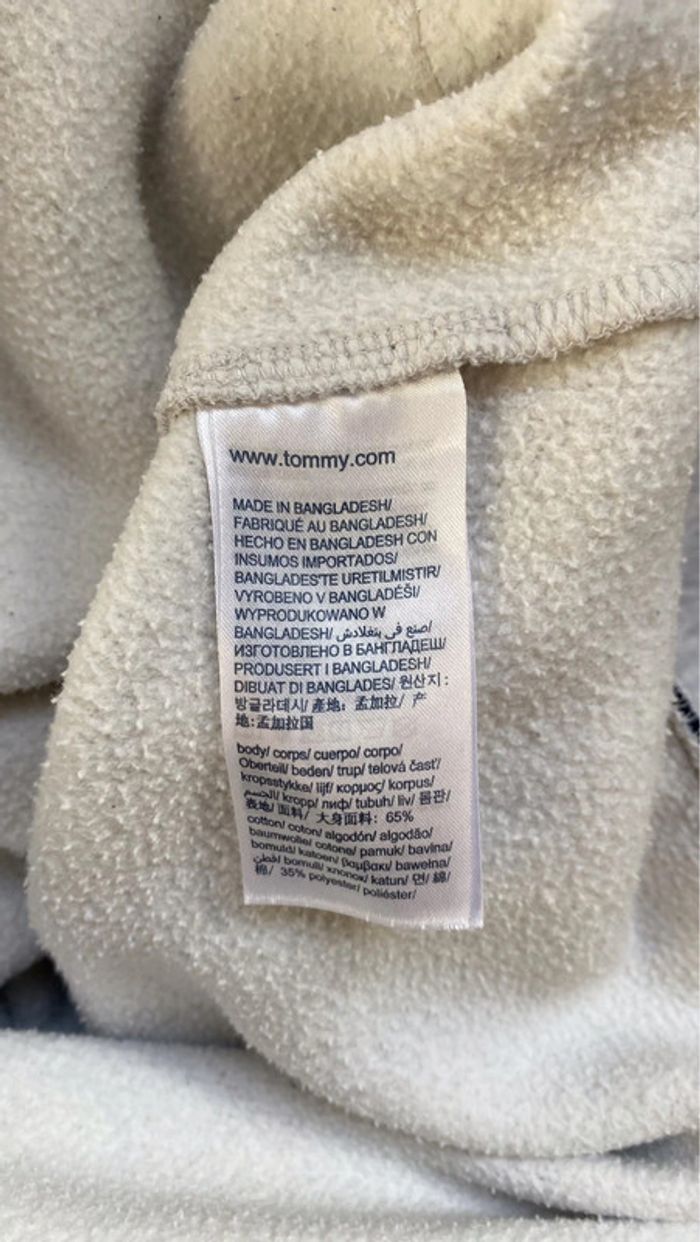 www.tommy.com
MADE IN BANGLADESH/
FABRIQUÉ AU BANGLADESH/
HECHO EN BANGLADESH CON
INSUMOS IMPORTADOS/
BANGLADEŞ'TE URETILMISTIR/
VYROBENO V BANGLADÉŠI/
WYPRODUKOWANO W
BANGLADESH/ صنع في بنغلادش/
ИЗГОТОВЛЕНО В БАНГЛАДЕШ/
PRODUSERT I BANGLADESH/
DIBUAT DI BANGLADES/ 원산지:
방글라데시/ 產地: 孟加拉/ 产
地:孟加拉国
body/ corps/ cuerpo/ corpo/
Oberteil/ beden/ trup/ telová časť/
kropsstykke/ lijf/ κορμος/ korpus/
الجسم/ kropp/ лиф/ tubuh/ liv/ 몸판/
表地/ 面料/ 大身面料: 65%
cotton/ coton/ algodón/ algodão/
baumwolle/ cotone/ pamuk/ bavlna/
bomuld/ katoen/ βαμβακι/ bawełna/
قطن/ bomull/ хлопок/ katun/ 면/ 綿/
棉/ 35% polyester/ poliéster/